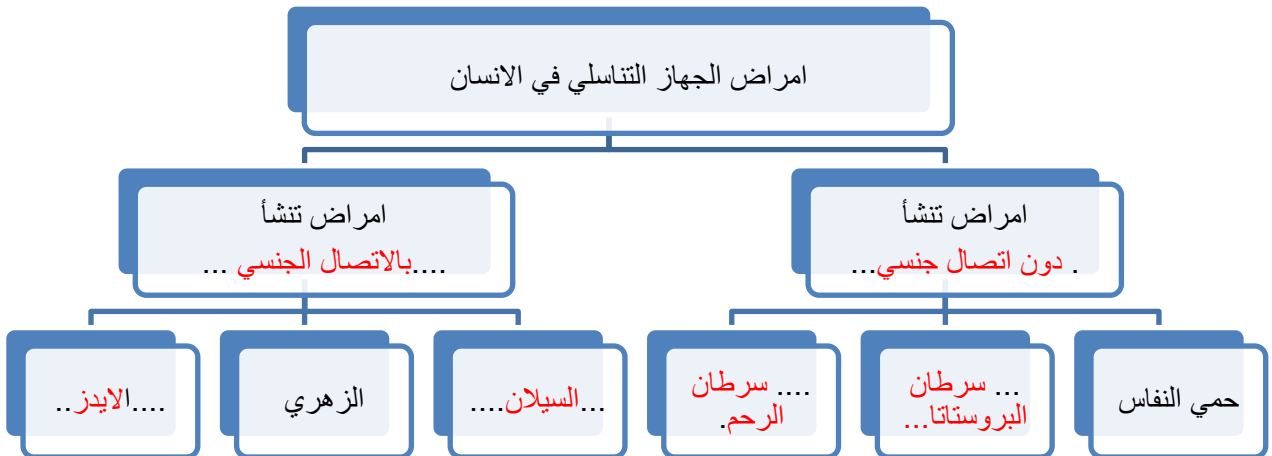 امراض الجهاز التناسلي في الانسان
امراض تنشأ
. دون اتصال جنسي...
امراض تنشأ
....بالاتصال الجنسي ...
حمي النفاس
... سرطان
البروستاتا...
.... سرطان
الرحم.
...السيلان....
الزهري
....الايدز..